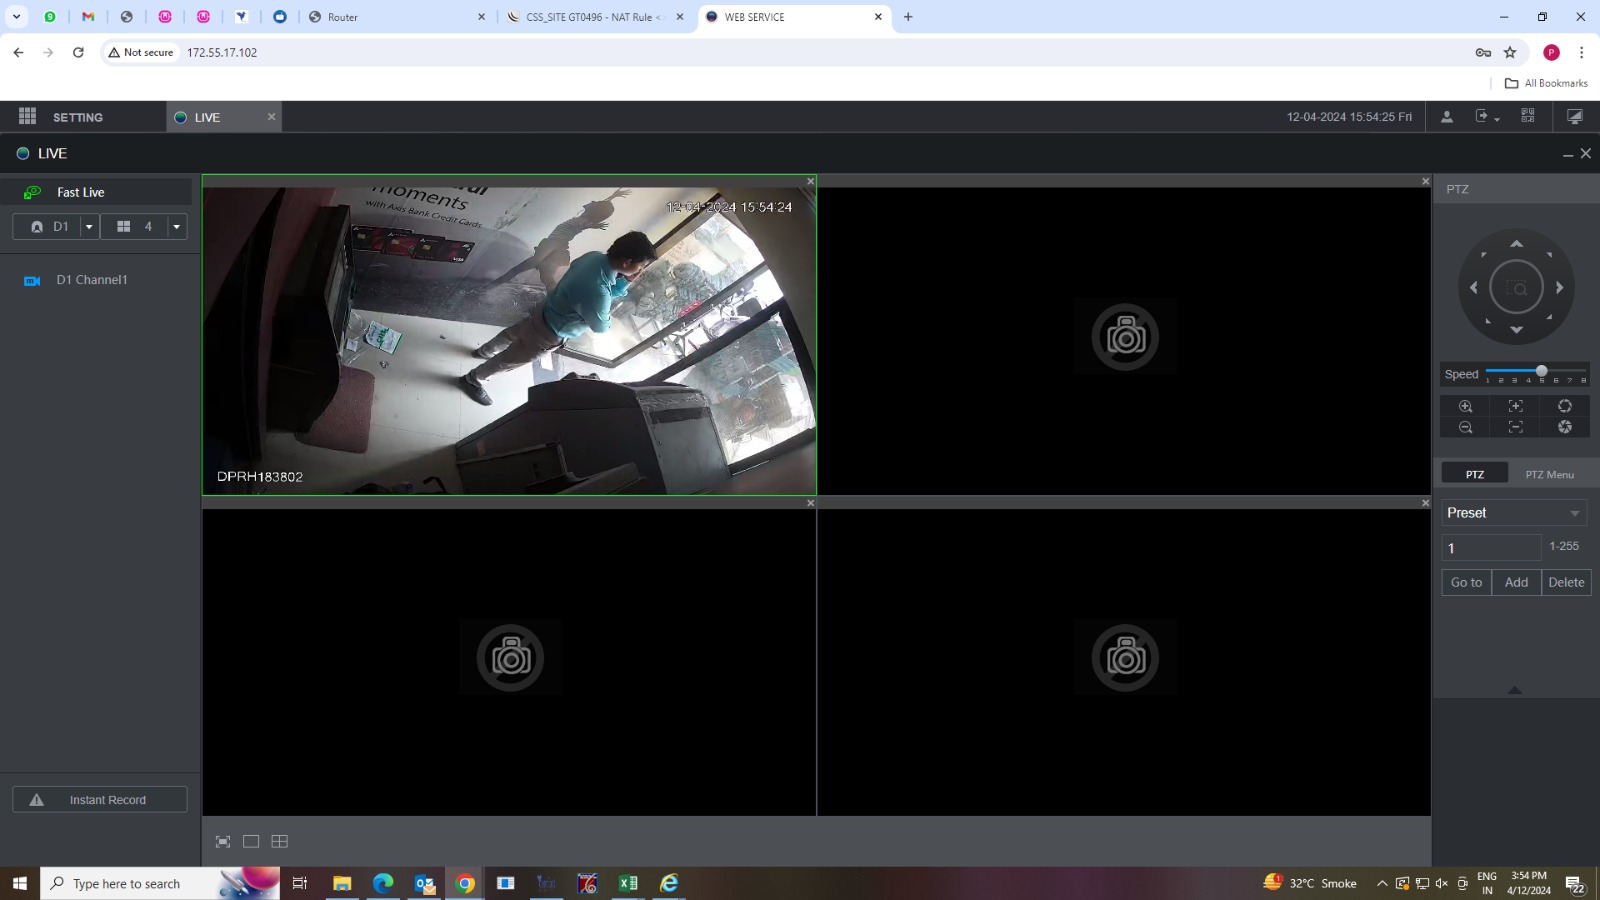 Router
CSS_SITE GT0496 - NAT Rule <
WEB SERVICE
Not secure
172.55.17.102
P
All Bookmarks
SETTING
LIVE
12-04-2024 15:54:25 Fri
LIVE
Fast Live
D1
4
D1 Channel1
Instant Record
moments
with Axis Bank Credit Cards
12-04-2024 15:54:24
DPRH183802
PTZ
Speed
1 2 3 4 5 6 7 8
PTZ
PTZ Menu
Preset
1
1-255
Go to
Add
Delete
Type here to search
32°C Smoke
ENG
IN
3:54 PM
4/12/2024
22